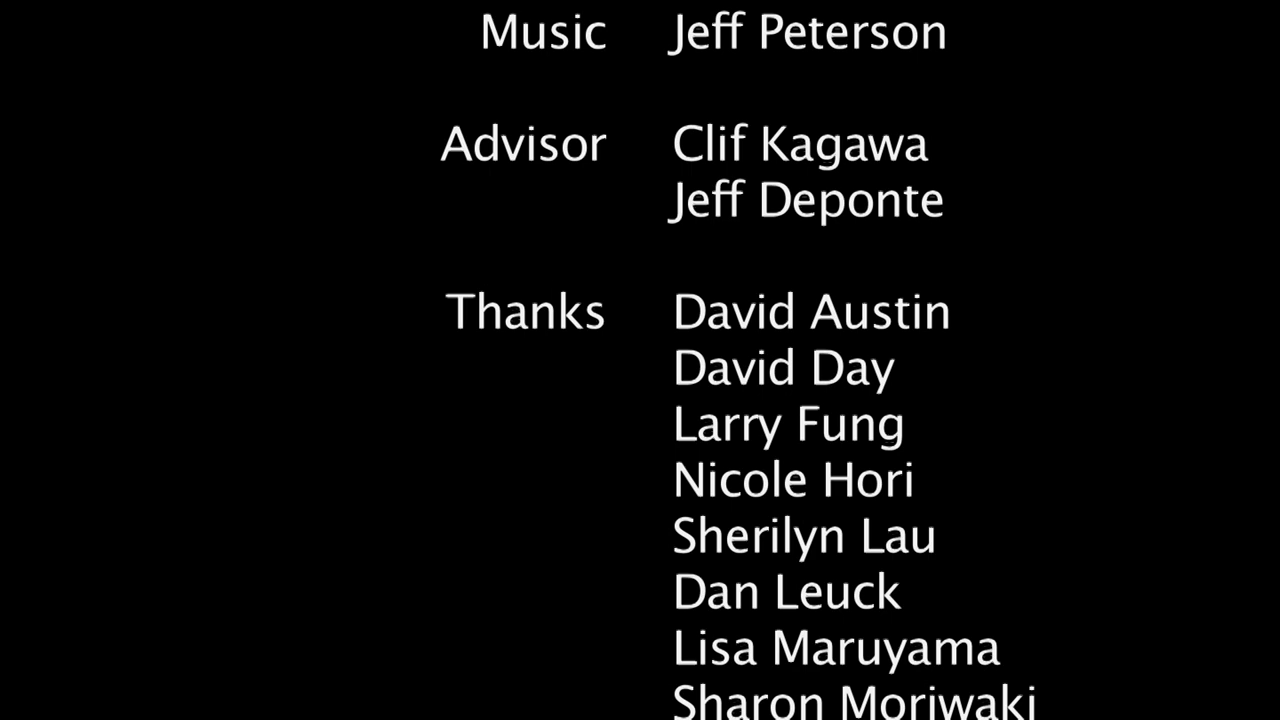 Music Jeff Peterson
Advisor Clif Kagawa
Jeff Deponte
Thanks David Austin
David Day
Larry Fung
Nicole Hori
Sherilyn Lau
Dan Leuck
Lisa Maruyama
Sharon Moriwaki